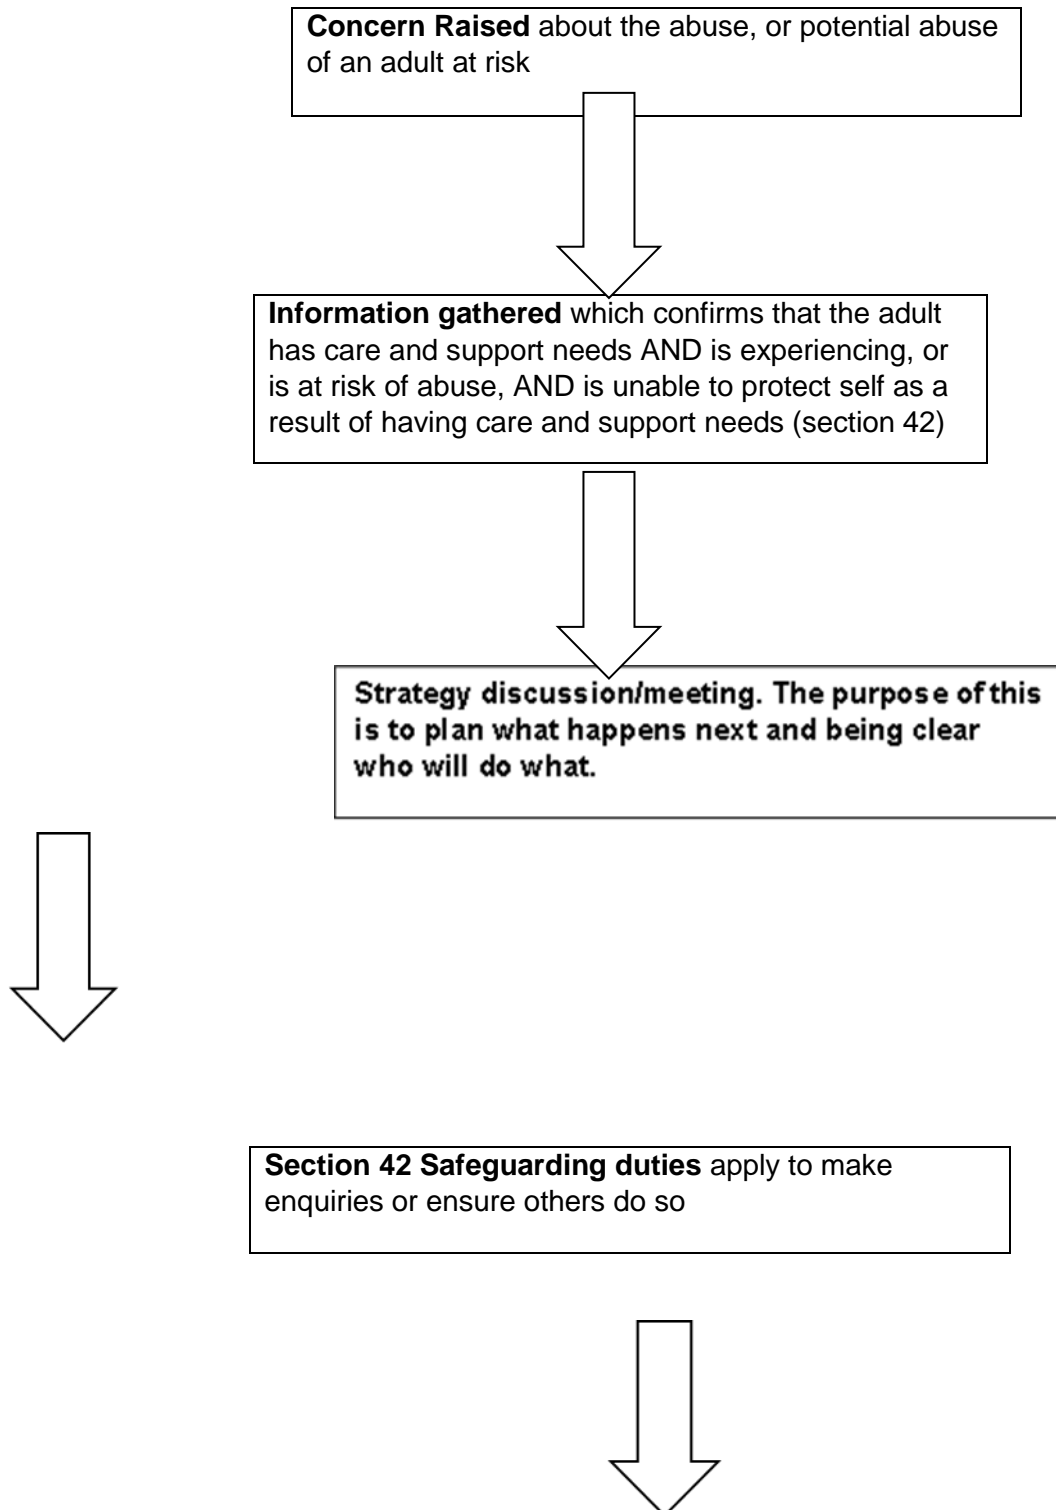 Concern Raised about the abuse, or potential abuse
of an adult at risk
Information gathered which confirms that the adult
has care and support needs AND is experiencing, or
is at risk of abuse, AND is unable to protect self as a
result of having care and support needs (section 42)
Strategy discussion/meeting. The purpose of this
is to plan what happens next and being clear
who will do what.
Section 42 Safeguarding duties apply to make
enquiries or ensure others do so